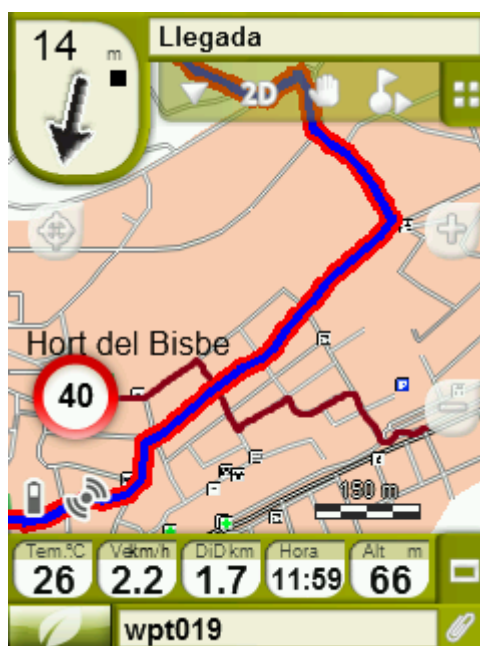 14 m
Llegada
2D
Hort del Bisbe
40
150 m
Tem.ºC
26
Vel km/h
2.2
DiD km
1.7
Hora
11:59
Alt m
66
wpt019